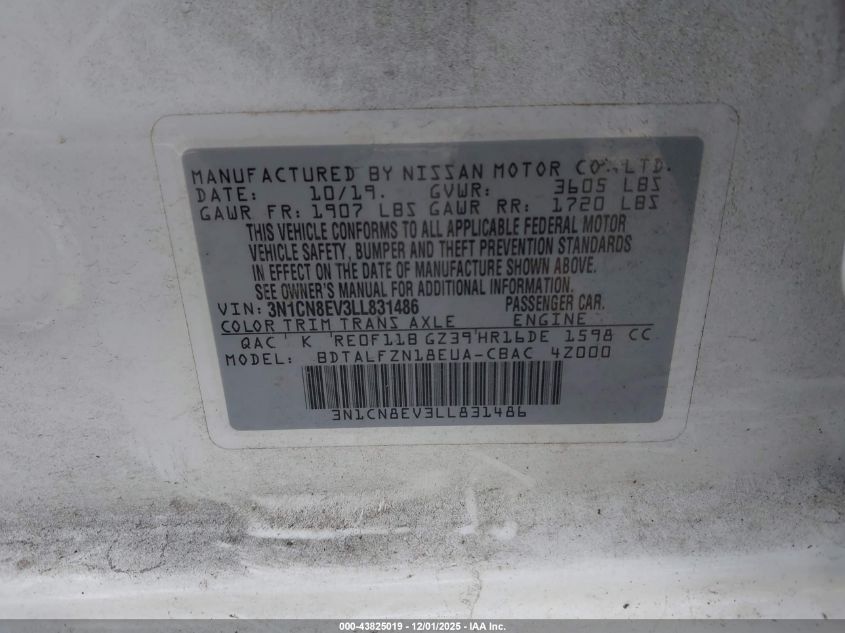 MANUFACTURED BY NISSAN MOTOR CO., LTD.
DATE: 10/19. GVWR: 3605 LBS
GAWR FR: 1907 LBS GAWR RR: 1720 LBS
THIS VEHICLE CONFORMS TO ALL APPLICABLE FEDERAL MOTOR
VEHICLE SAFETY, BUMPER AND THEFT PREVENTION STANDARDS
IN EFFECT ON THE DATE OF MANUFACTURE SHOWN ABOVE.
SEE OWNER'S MANUAL FOR ADDITIONAL INFORMATION.
VIN: 3N1CN8EV3LL831486 PASSENGER CAR.
COLOR TRIM TRANS AXLE ENGINE
QAC K RE0F11B GZ39 HR16DE 1598 CC
MODEL: BDTALFZN18EUA-CBAC 4Z000
3N1CN8EV3LL831486
000-43825019 - 12/01/2025 - IAA, Inc.